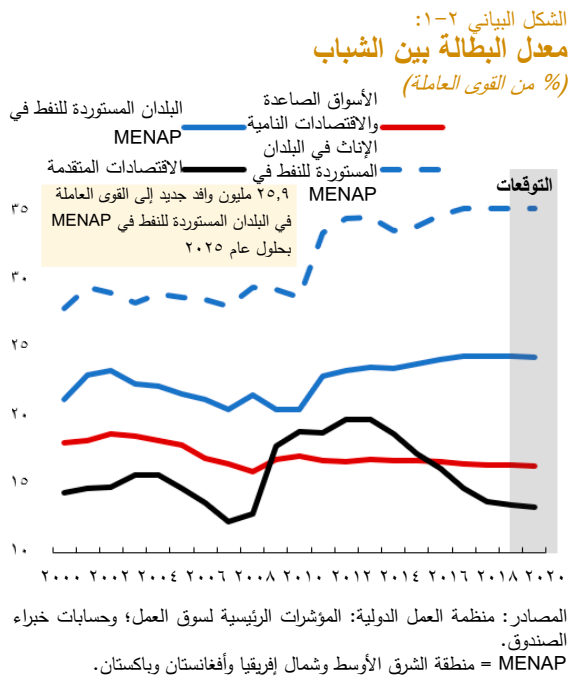 الشكل البياني ٢-١:
معدل البطالة بين الشباب
(% من القوى العاملة)
الأسواق الصاعدة
والاقتصادات النامية
البلدان المستوردة للنفط في
MENAP
الإناث في البلدان
المستوردة للنفط في
MENAP
الاقتصادات المتقدمة
التوقعات
٢٥,٩ مليون وافد جديد إلى القوى العاملة
في البلدان المستوردة للنفط في MENAP
بحلول عام ٢٠٢٥
٣٥
٣٠
٢٥
٢٠
١٥
١٠
٢٠٠٠ ٢٠٠٢ ٢٠٠٤ ٢٠٠٦ ٢٠٠٨ ٢٠١٠ ٢٠١٢ ٢٠١٤ ٢٠١٦ ٢٠١٨ ٢٠٢٠
المصادر: منظمة العمل الدولية: المؤشرات الرئيسية لسوق العمل؛ وحسابات خبراء
الصندوق.
MENAP = منطقة الشرق الأوسط وشمال إفريقيا وأفغانستان وباكستان.